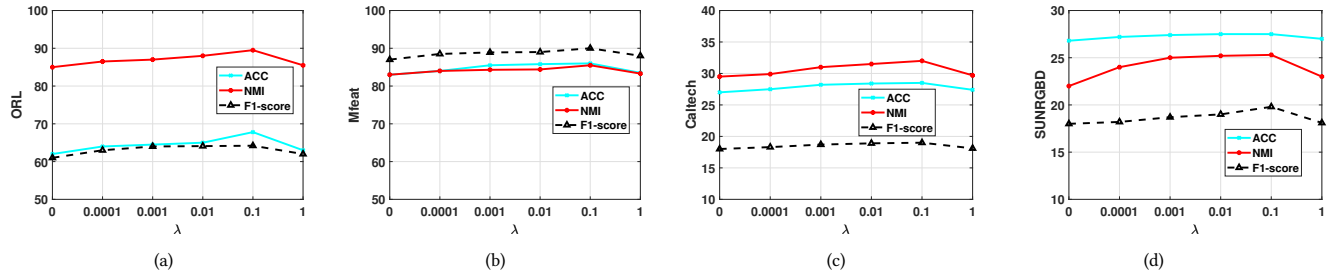 100
90
80
70
60
50
ORL
ACC
NMI
F1-score
0 0.0001 0.001 0.01 0.1 1
λ
(a)
100
90
80
70
60
50
Mfeat
ACC
NMI
F1-score
0 0.0001 0.001 0.01 0.1 1
λ
(b)
40
35
30
25
20
15
10
Caltech
ACC
NMI
F1-score
0 0.0001 0.001 0.01 0.1 1
λ
(c)
30
25
20
15
10
SUNRGBD
ACC
NMI
F1-score
0 0.0001 0.001 0.01 0.1 1
λ
(d)